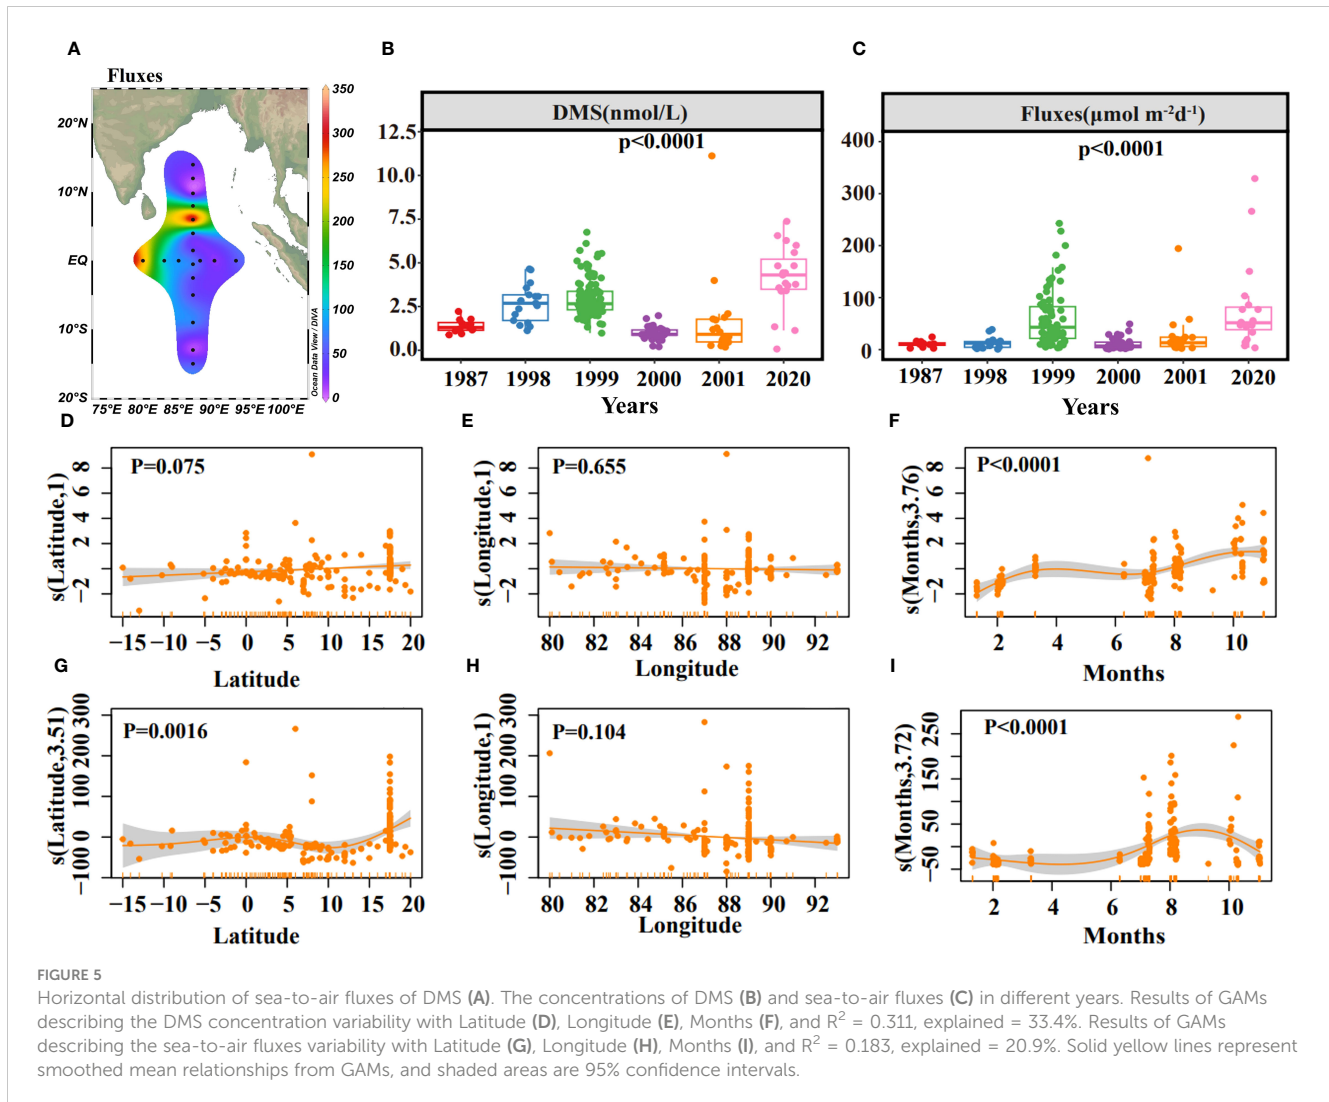 A
B
C
Fluxes
20°N
10°N
EQ
10°S
20°S
75°E 80°E 85°E 90°E 95°E 100°E
350
300
250
200
150
100
50
0
Ocean Data View / DIVA
DMS(nmol/L)
p<0.0001
12.5
10.0
7.5
5.0
2.5
0.0
1987 1998 1999 2000 2001 2020
Years
Fluxes(μmol m⁻²d⁻¹)
p<0.0001
400
300
200
100
0
1987 1998 1999 2000 2001 2020
Years
D
E
F
P=0.075
s(Latitude,1)
−2 2 4 6 8
−15 −10 −5 0 5 10 15 20
Latitude
P=0.655
s(Longitude,1)
−2 2 4 6 8
80 82 84 86 88 90 92
Longitude
P<0.0001
s(Months,3.76)
−2 2 4 6 8
2 4 6 8 10
Months
G
H
I
P=0.0016
s(Latitude,3.51)
−100 0 100 200 300
−15 −10 −5 0 5 10 15 20
Latitude
P=0.104
s(Longitude,1)
−100 0 100 200 300
80 82 84 86 88 90 92
Longitude
P<0.0001
s(Months,3.72)
−50 50 150 250
2 4 6 8 10
Months
FIGURE 5
Horizontal distribution of sea-to-air fluxes of DMS (A). The concentrations of DMS (B) and sea-to-air fluxes (C) in different years. Results of GAMs
describing the DMS concentration variability with Latitude (D), Longitude (E), Months (F), and R² = 0.311, explained = 33.4%. Results of GAMs
describing the sea-to-air fluxes variability with Latitude (G), Longitude (H), Months (I), and R² = 0.183, explained = 20.9%. Solid yellow lines represent
smoothed mean relationships from GAMs, and shaded areas are 95% confidence intervals.